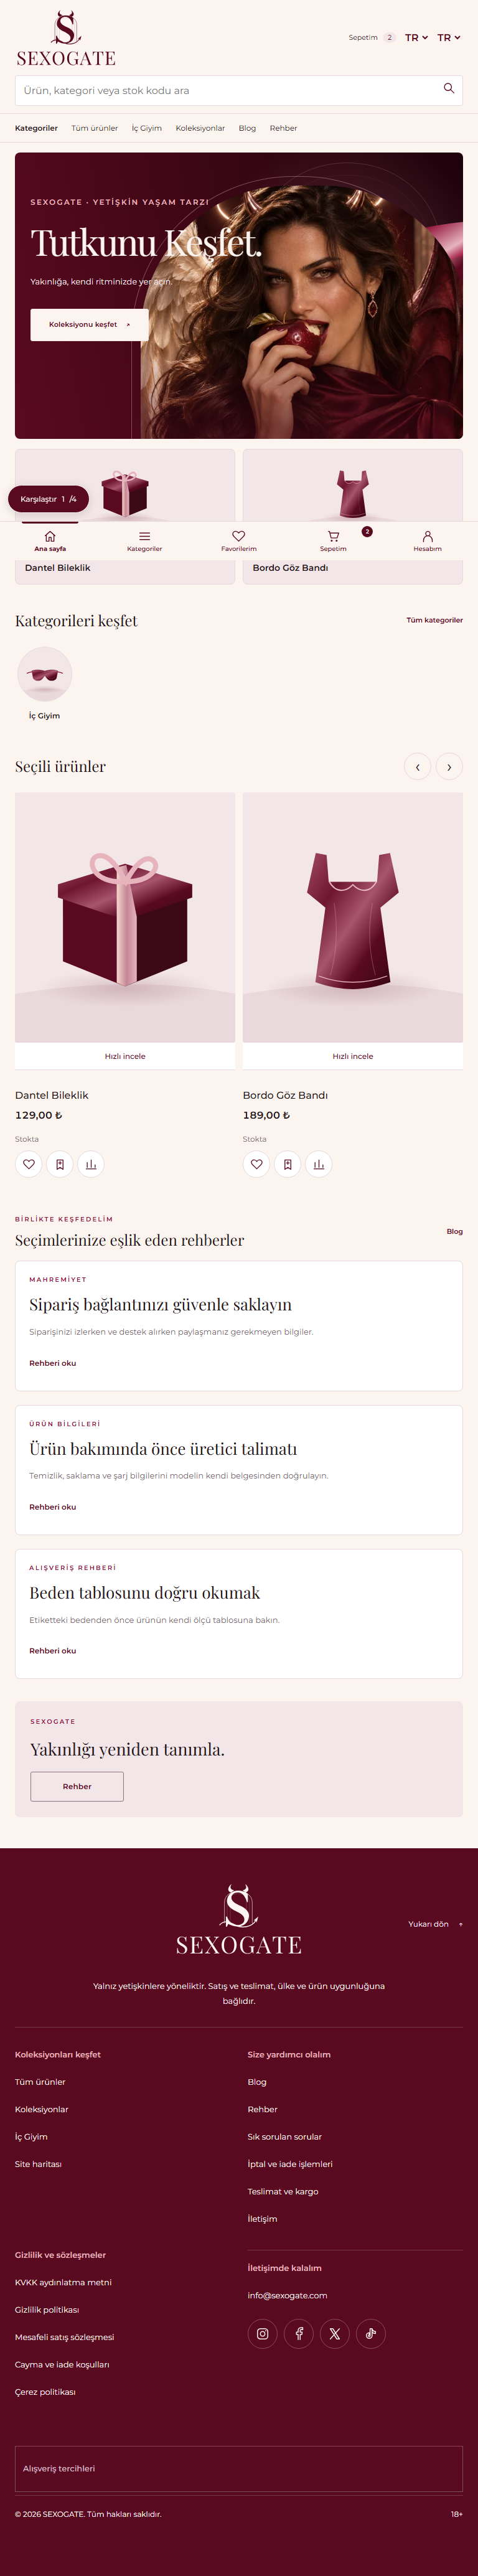 SEXOGATE
Sepetim 2 TR TR
Ürün, kategori veya stok kodu ara
Kategoriler Tüm ürünler İç Giyim Koleksiyonlar Blog Rehber
SEXOGATE · YETİŞKİN YAŞAM TARZI
Tutkunu Keşfet.
Yakınlığa, kendi ritminizde yer açın.
Koleksiyonu keşfet ↗
Karşılaştır 1 /4
Ana sayfa Kategoriler Favorilerim Sepetim 2 Hesabım
Dantel Bileklik Bordo Göz Bandı
Kategorileri keşfet Tüm kategoriler
İç Giyim
Seçili ürünler ‹ ›
Hızlı incele Hızlı incele
Dantel Bileklik Bordo Göz Bandı
129,00 ₺ 189,00 ₺
Stokta Stokta
BİRLİKTE KEŞFEDELİM
Seçimlerinize eşlik eden rehberler Blog
MAHREMİYET
Sipariş bağlantınızı güvenle saklayın
Siparişinizi izlerken ve destek alırken paylaşmanız gerekmeyen bilgiler.
Rehberi oku
ÜRÜN BİLGİLERİ
Ürün bakımında önce üretici talimatı
Temizlik, saklama ve şarj bilgilerini modelin kendi belgesinden doğrulayın.
Rehberi oku
ALIŞVERİŞ REHBERİ
Beden tablosunu doğru okumak
Etiketteki bedenden önce ürünün kendi ölçü tablosuna bakın.
Rehberi oku
SEXOGATE
Yakınlığı yeniden tanımla.
Rehber
SEXOGATE
Yukarı dön ↑
Yalnız yetişkinlere yöneliktir. Satış ve teslimat, ülke ve ürün uygunluğuna
bağlıdır.
Koleksiyonları keşfet
Tüm ürünler
Koleksiyonlar
İç Giyim
Site haritası
Size yardımcı olalım
Blog
Rehber
Sık sorulan sorular
İptal ve iade işlemleri
Teslimat ve kargo
İletişim
Gizlilik ve sözleşmeler
KVKK aydınlatma metni
Gizlilik politikası
Mesafeli satış sözleşmesi
Cayma ve iade koşulları
Çerez politikası
İletişimde kalalım
info@sexogate.com
Alışveriş tercihleri
© 2026 SEXOGATE. Tüm hakları saklıdır. 18+